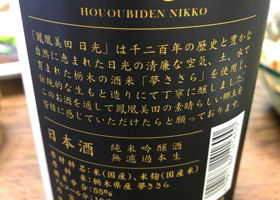 HOUOUBIDEN NIKKO
「鳳凰美田 日光」は千二百年の歴史と豊かな
自然に恵まれた日光の清廉な空気、土、水で
育まれた栃木の酒米「夢ささら」を使用し、
伝統的な生もと造りにて丁寧に醸しました。
このお酒を通して鳳凰美田の素晴らしい郷土を
皆様に感じていただけたらと願っております。
日本酒 純米吟醸酒
無濾過本生
原材料名：米(国産)、米麹(国産米)
55%
栃木県産 夢ささら